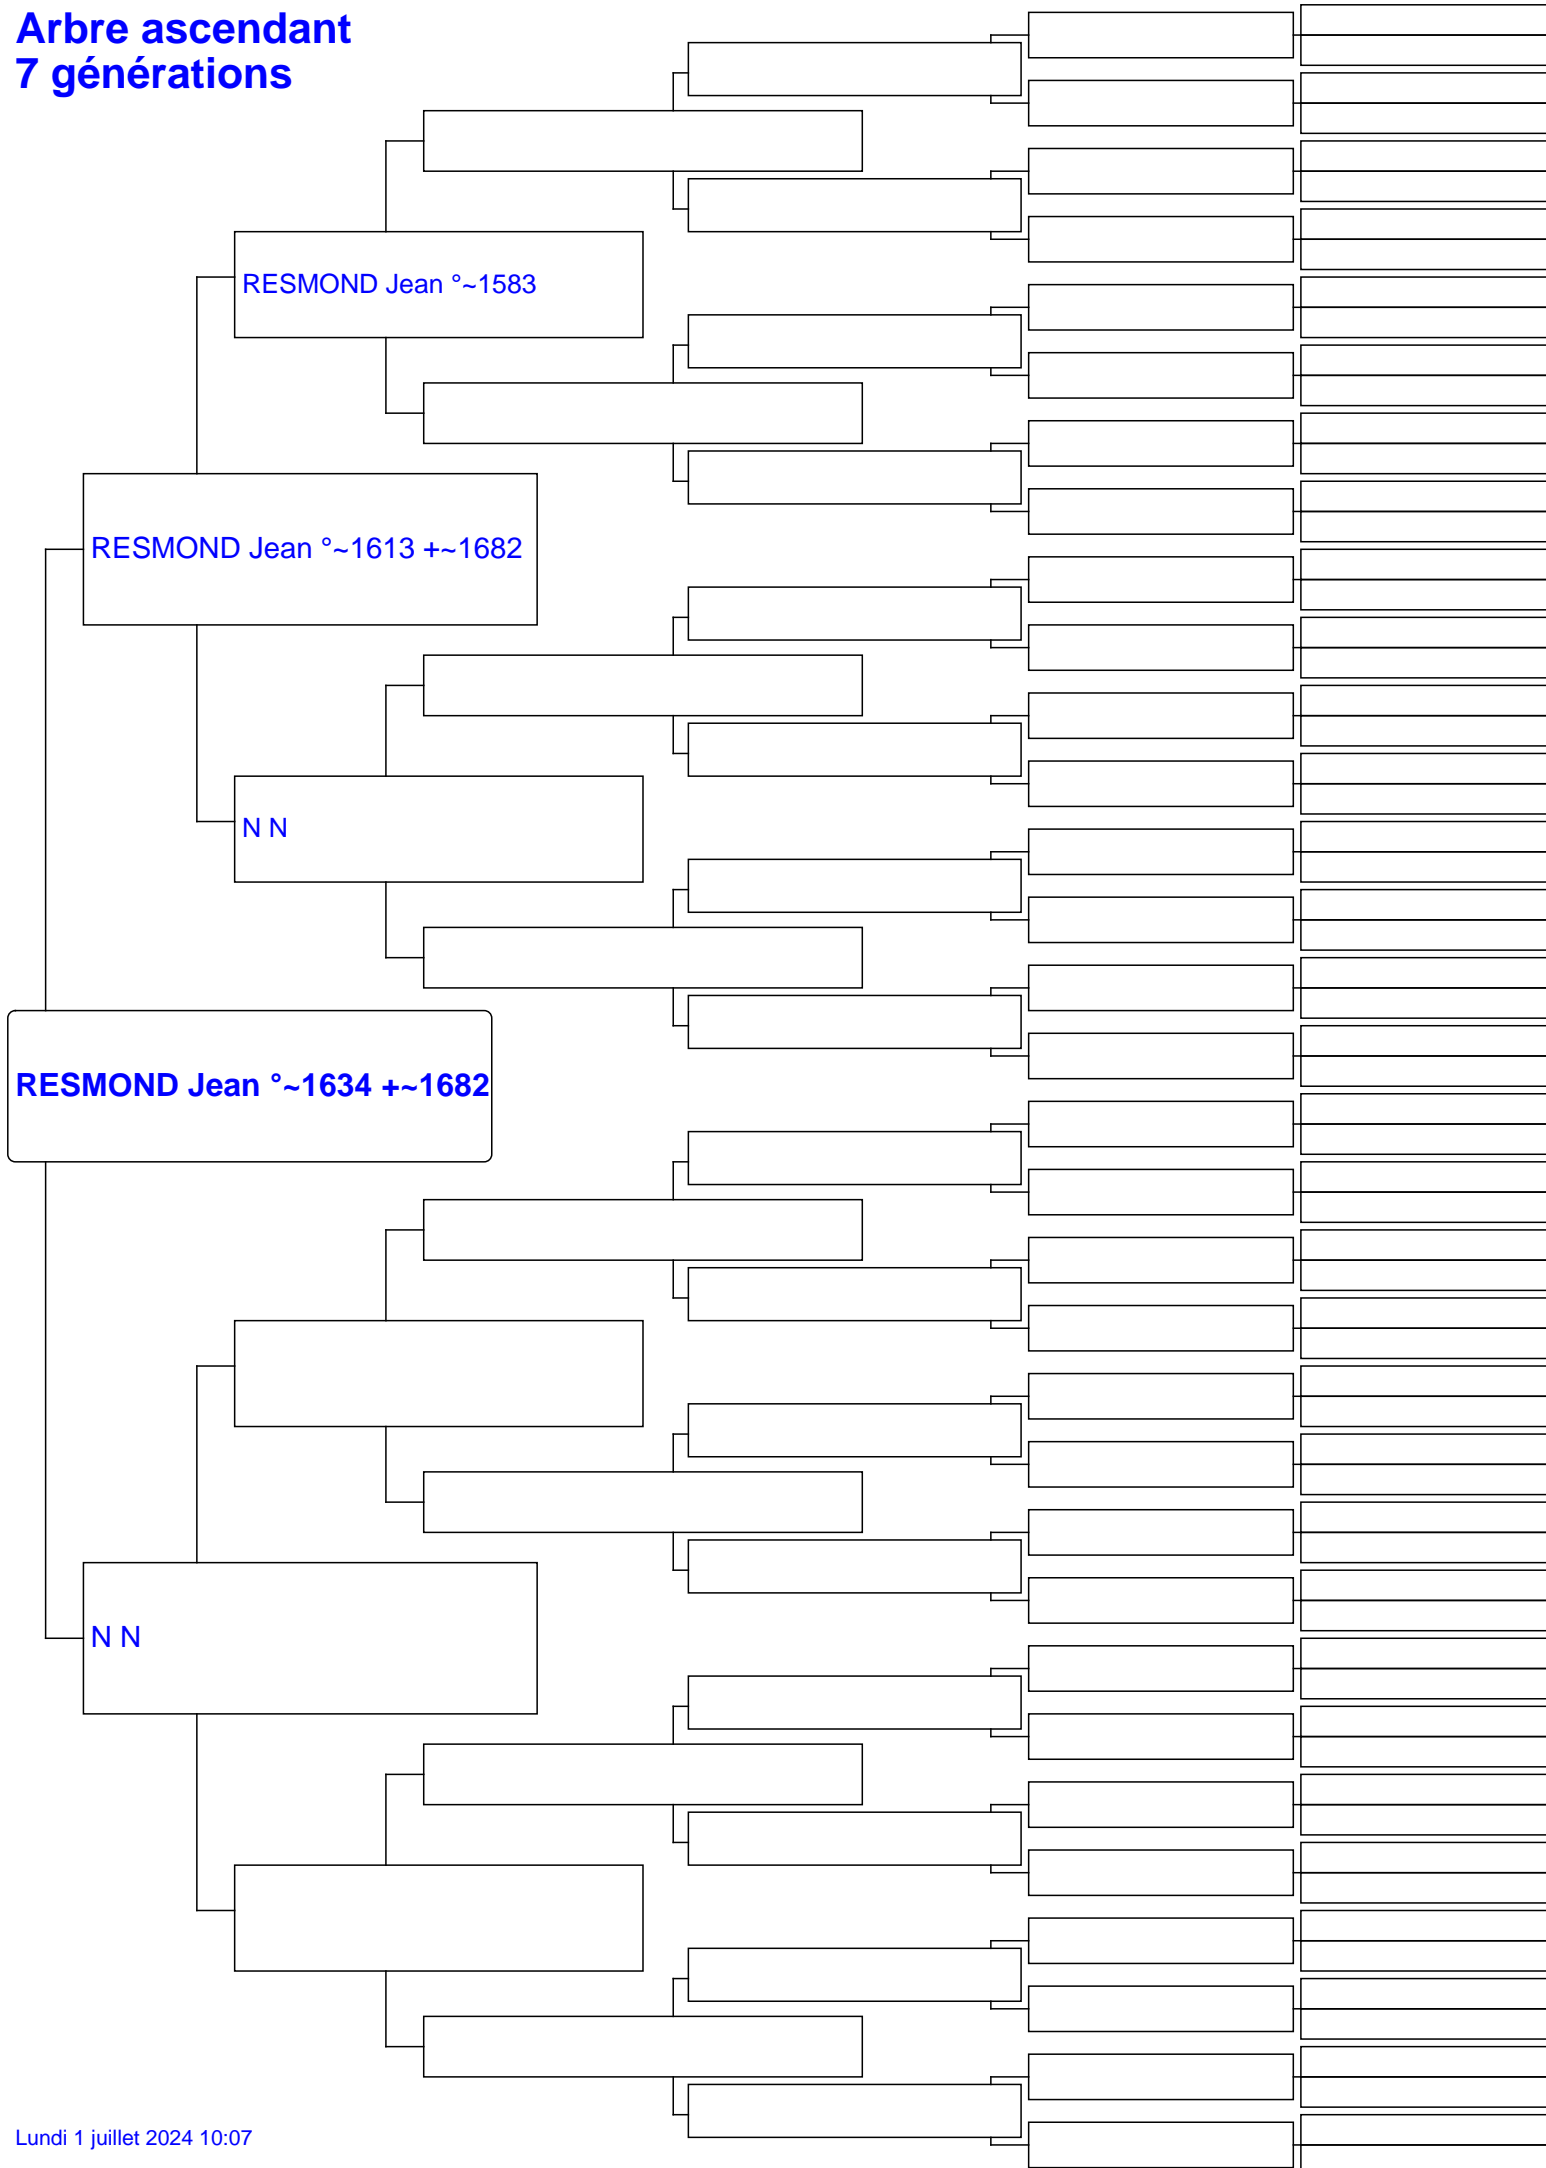 Arbre ascendant
7 générations
RESMOND Jean °~1583
RESMOND Jean °~1613 +~1682
N N
RESMOND Jean °~1634 +~1682
N N
Lundi 1 juillet 2024 10:07